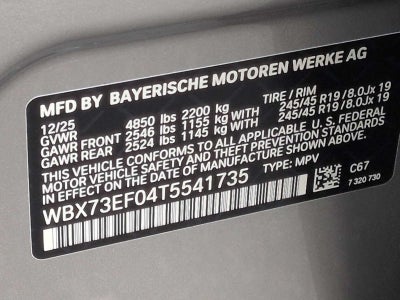 MFD BY BAYERISCHE MOTOREN WERKE AG
12/25 TIRE / RIM
GVWR 4850 lbs 2200 kg
GAWR FRONT 2546 lbs 1155 kg 245/45 R19 / 8.0Jx 19
GAWR REAR 2524 lbs 1145 kg 245/45 R19 / 8.0Jx 19
THIS VEHICLE CONFORMS TO ALL APPLICABLE FEDERAL
MOTOR VEHICLE SAFETY AND THEFT PREVENTION STANDARDS
IN EFFECT ON THE DATE OF MANUFACTURE SHOWN ABOVE.
WBX73EF04T5541735 TYPE: MPV
C67
7 320 730